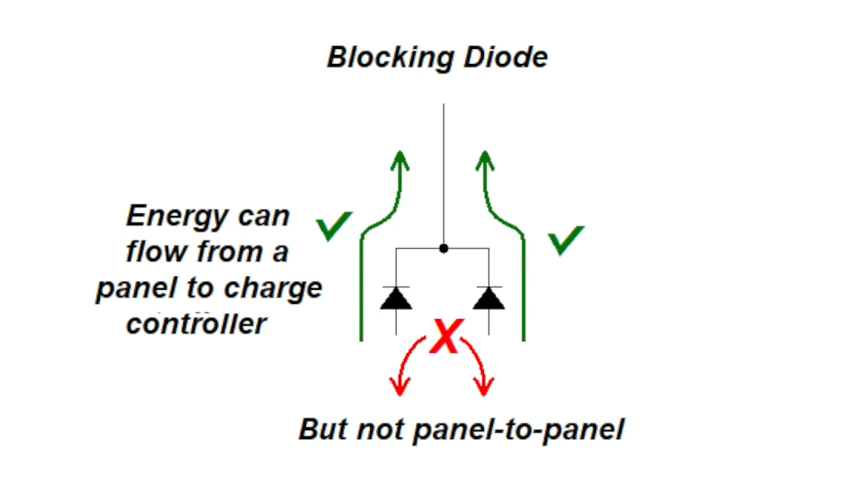 Blocking Diode
Energy can
flow from a
panel to charge
controller
X
But not panel-to-panel